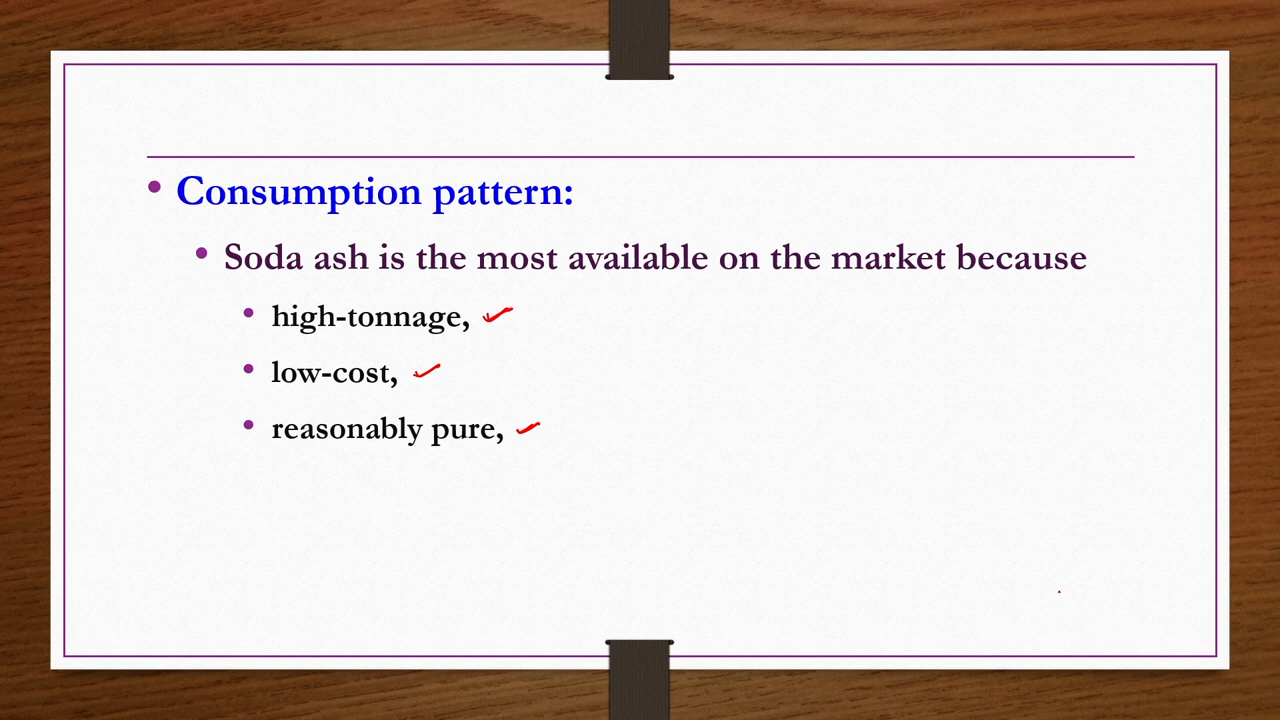 Consumption pattern:
Soda ash is the most available on the market because
high-tonnage,
low-cost,
reasonably pure,